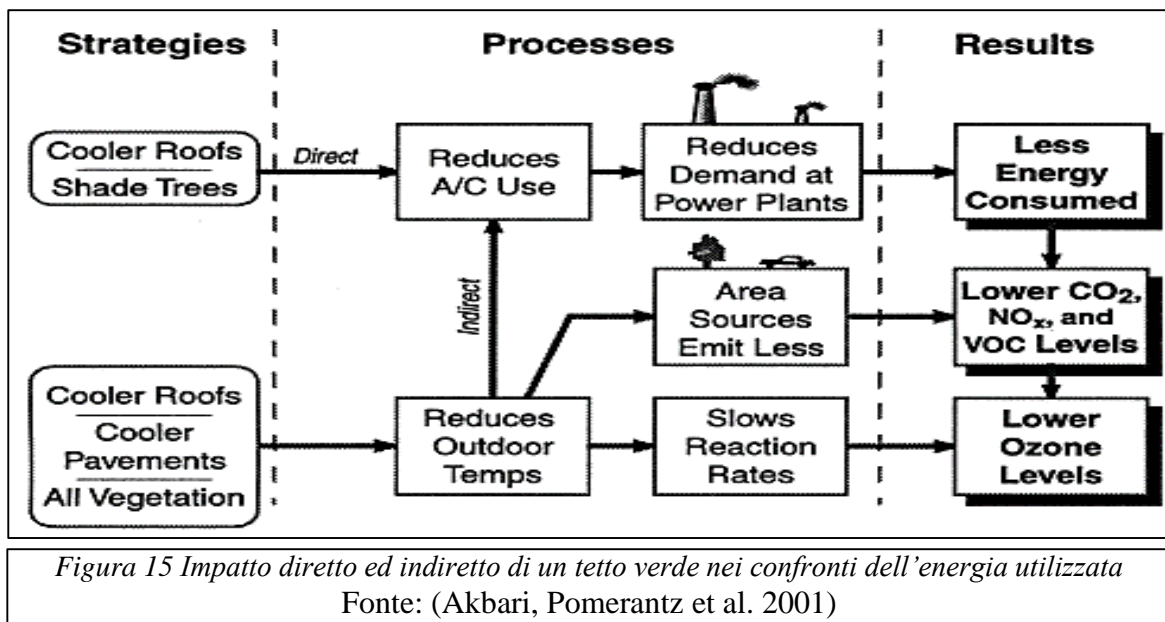 Strategies
Processes
Results
Cooler Roofs
Shade Trees
Direct
Reduces
A/C Use
Reduces
Demand at
Power Plants
Less
Energy
Consumed
Indirect
Area
Sources
Emit Less
Lower CO₂,
NOₓ, and
VOC Levels
Cooler Roofs
Cooler
Pavements
All Vegetation
Reduces
Outdoor
Temps
Slows
Reaction
Rates
Lower
Ozone
Levels
Figura 15 Impatto diretto ed indiretto di un tetto verde nei confronti dell’energia utilizzata
Fonte: (Akbari, Pomerantz et al. 2001)